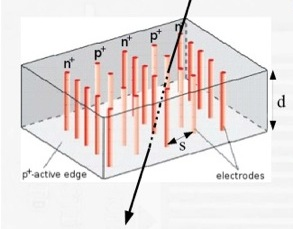 n+ p+ n+ p+ n+
d
s
p+-active edge
electrodes